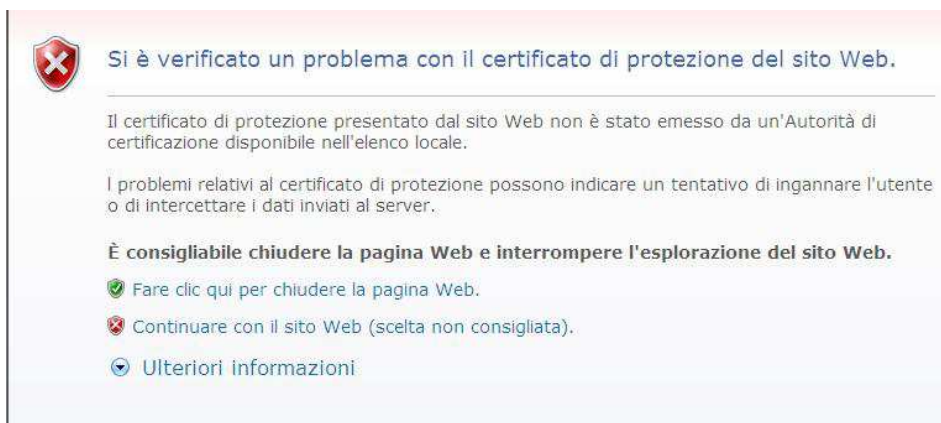 Si è verificato un problema con il certificato di protezione del sito Web.
Il certificato di protezione presentato dal sito Web non è stato emesso da un'Autorità di
certificazione disponibile nell'elenco locale.
I problemi relativi al certificato di protezione possono indicare un tentativo di ingannare l'utente
o di intercettare i dati inviati al server.
È consigliabile chiudere la pagina Web e interrompere l'esplorazione del sito Web.
Fare clic qui per chiudere la pagina Web.
Continuare con il sito Web (scelta non consigliata).
Ulteriori informazioni